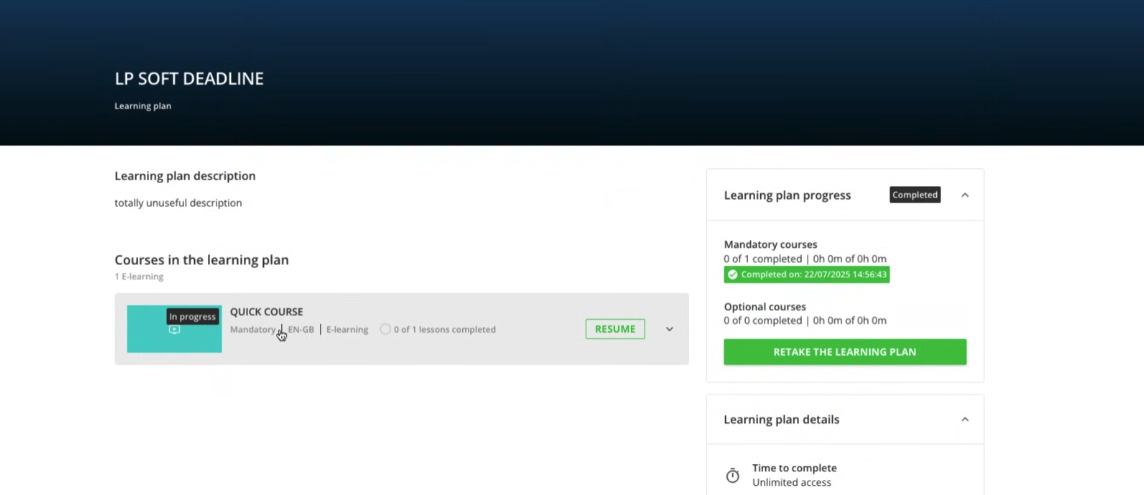 LP SOFT DEADLINE
Learning plan
Learning plan description
totally unuseful description
Courses in the learning plan
1 E-learning
In progress
QUICK COURSE
Mandatory | EN-GB | E-learning 0 of 1 lessons completed
RESUME
Learning plan progress
Completed
Mandatory courses
0 of 1 completed | 0h 0m of 0h 0m
Completed on: 22/07/2025 14:56:43
Optional courses
0 of 0 completed | 0h 0m of 0h 0m
RETAKE THE LEARNING PLAN
Learning plan details
Time to complete
Unlimited access